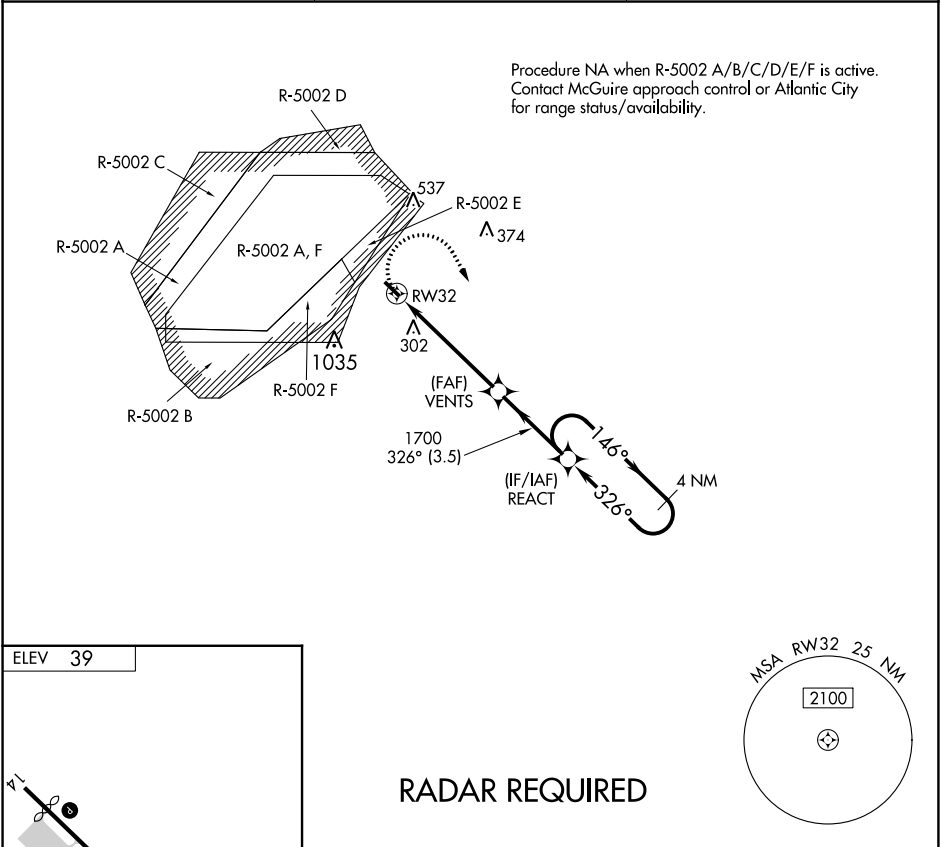 Procedure NA when R-5002 A/B/C/D/E/F is active.
Contact McGuire approach control or Atlantic City
for range status/availability.
R-5002 D
R-5002 C
537
R-5002 E
374
R-5002 A
R-5002 A, F
RW32
302
1035
R-5002 F
R-5002 B
(FAF)
VENTS
1700
326° (3.5)
146°
(IF/IAF)
REACT
4 NM
326°
ELEV 39
MSA RW32 25 NM
2100
RADAR REQUIRED
14
P